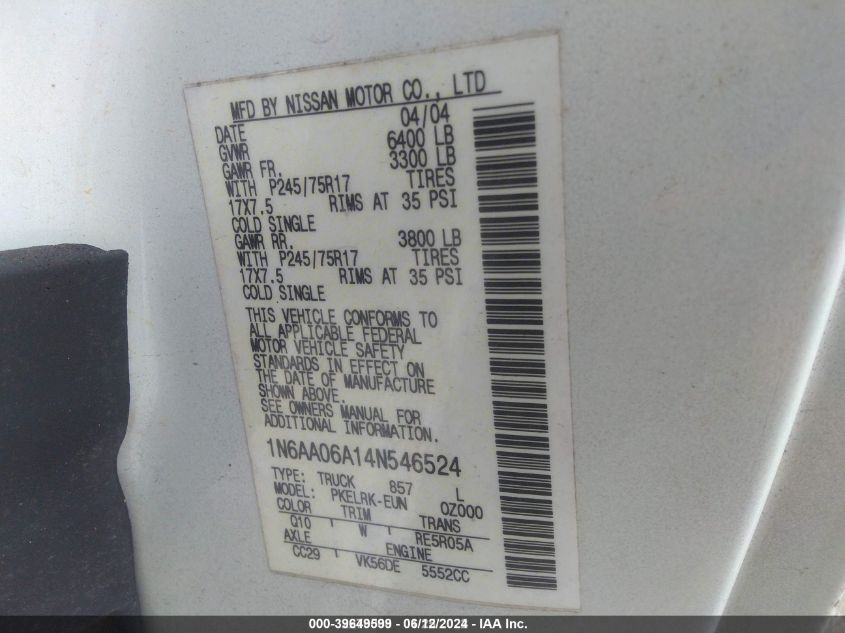 MFD BY NISSAN MOTOR CO., LTD
DATE 04/04
GVWR 6400 LB
GAWR FR. 3300 LB
WITH P245/75R17 TIRES
17X7.5 RIMS AT 35 PSI
COLD SINGLE
GAWR RR. 3800 LB
WITH P245/75R17 TIRES
17X7.5 RIMS AT 35 PSI
COLD SINGLE
THIS VEHICLE CONFORMS TO
ALL APPLICABLE FEDERAL
MOTOR VEHICLE SAFETY
STANDARDS IN EFFECT ON
THE DATE OF MANUFACTURE
SHOWN ABOVE.
SEE OWNERS MANUAL FOR
ADDITIONAL INFORMATION.
1N6AA06A14N546524
TYPE: TRUCK 857 L
MODEL: PKELRK-EUN 0Z000
COLOR TRIM TRANS
Q10 W RE5R05A
AXLE ENGINE
CC29 VK56DE 5552CC
000-39649599 - 06/12/2024 - IAA Inc.